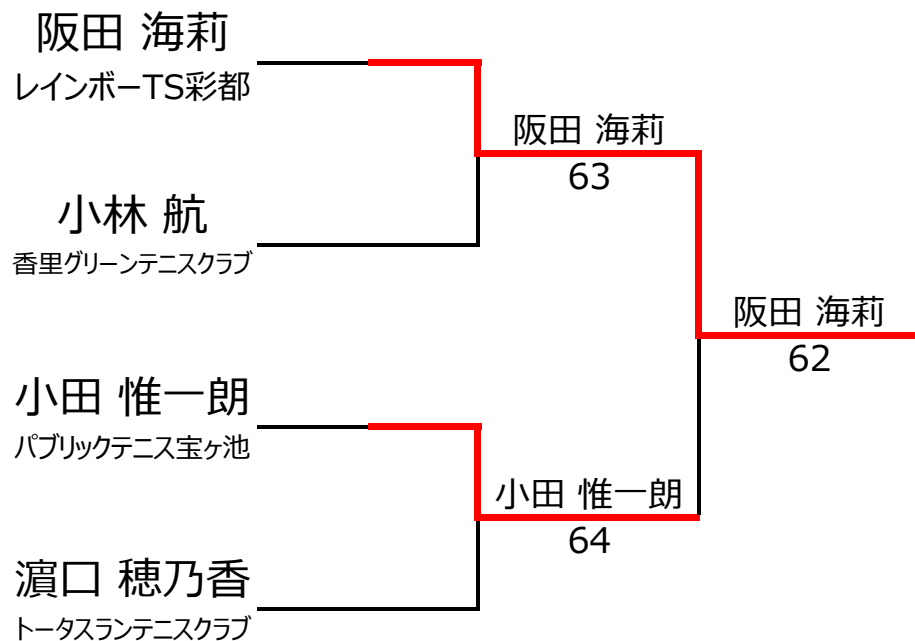 阪田 海莉
レインボーTS彩都
阪田 海莉
63
小林 航
香里グリーンテニスクラブ
阪田 海莉
62
小田 惟一朗
パブリックテニス宝ヶ池
小田 惟一朗
64
濵口 穂乃香
トータスランテニスクラブ